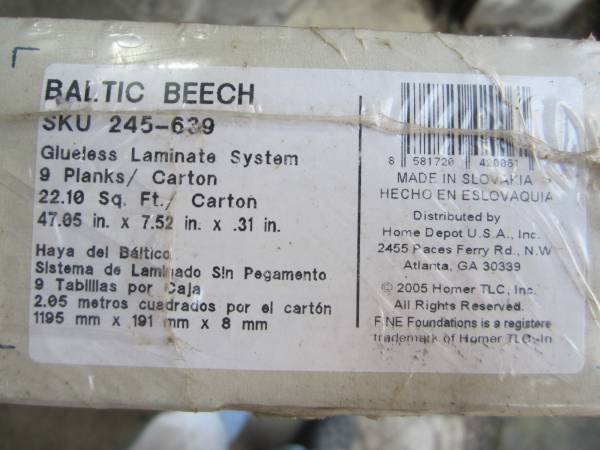 BALTIC BEECH
SKU 245-639
Glueless Laminate System
9 Planks/ Carton
22.10 Sq. Ft./ Carton
47.05 in. x 7.52 in. x .31 in.
Haya del Báltico
Sistema de Laminado Sin Pegamento
9 Tablillas por Caja
2.05 metros cuadrados por el cartón
1195 mm x 191 mm x 8 mm
8 581720
MADE IN SLOVAKIA
HECHO EN ESLOVAQUIA
Distributed by
Home Depot U.S.A., Inc.
2455 Paces Ferry Rd., N.W
Atlanta, GA 30339
© 2005 Homer TLC, Inc.
All Rights Reserved.
FINE Foundations is a registere
trademark of Homer TLC, In